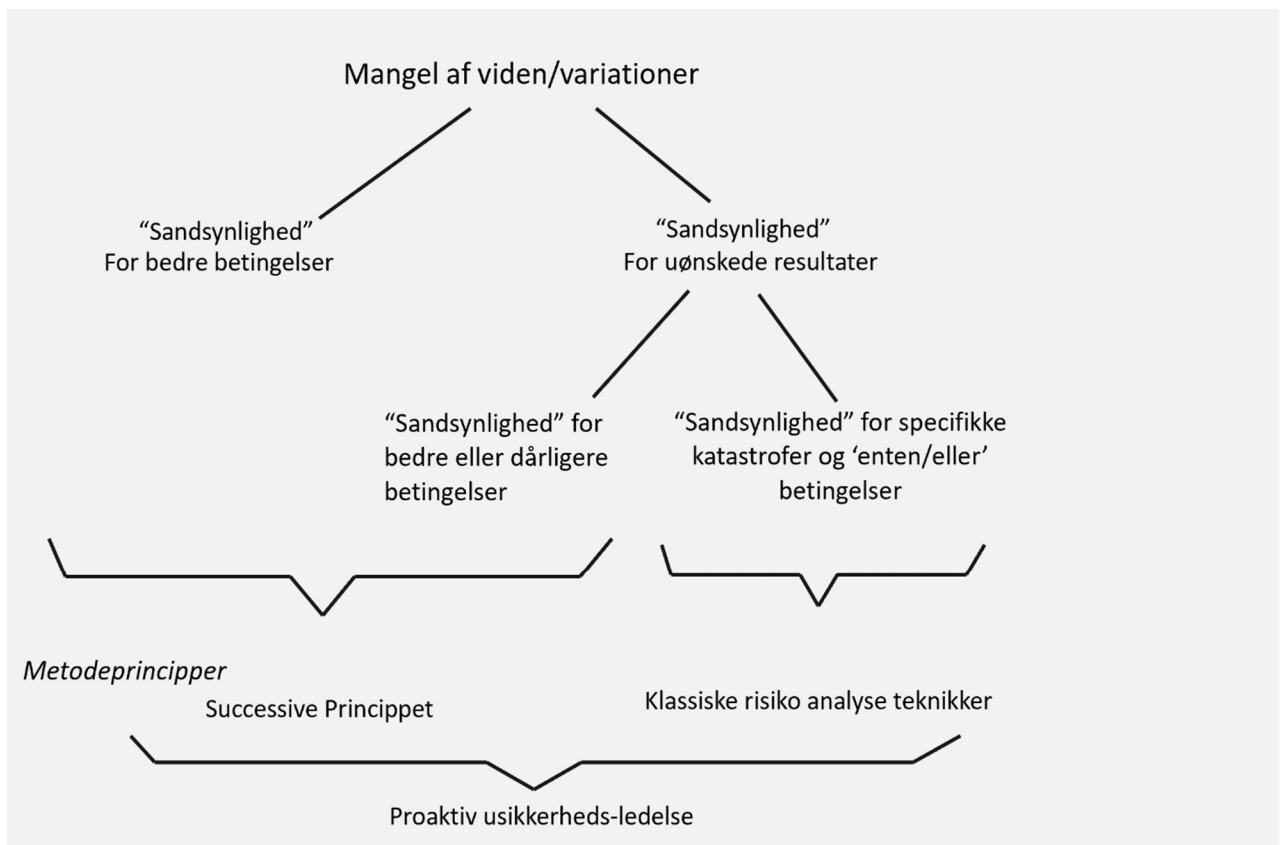 Mangel af viden/variationer
“Sandsynlighed”
For bedre betingelser
“Sandsynlighed”
For uønskede resultater
“Sandsynlighed” for
bedre eller dårligere
betingelser
“Sandsynlighed” for specifikke
katastrofer og ‘enten/eller’
betingelser
Metodeprincipper
Successive Princippet
Klassiske risiko analyse teknikker
Proaktiv usikkerheds-ledelse